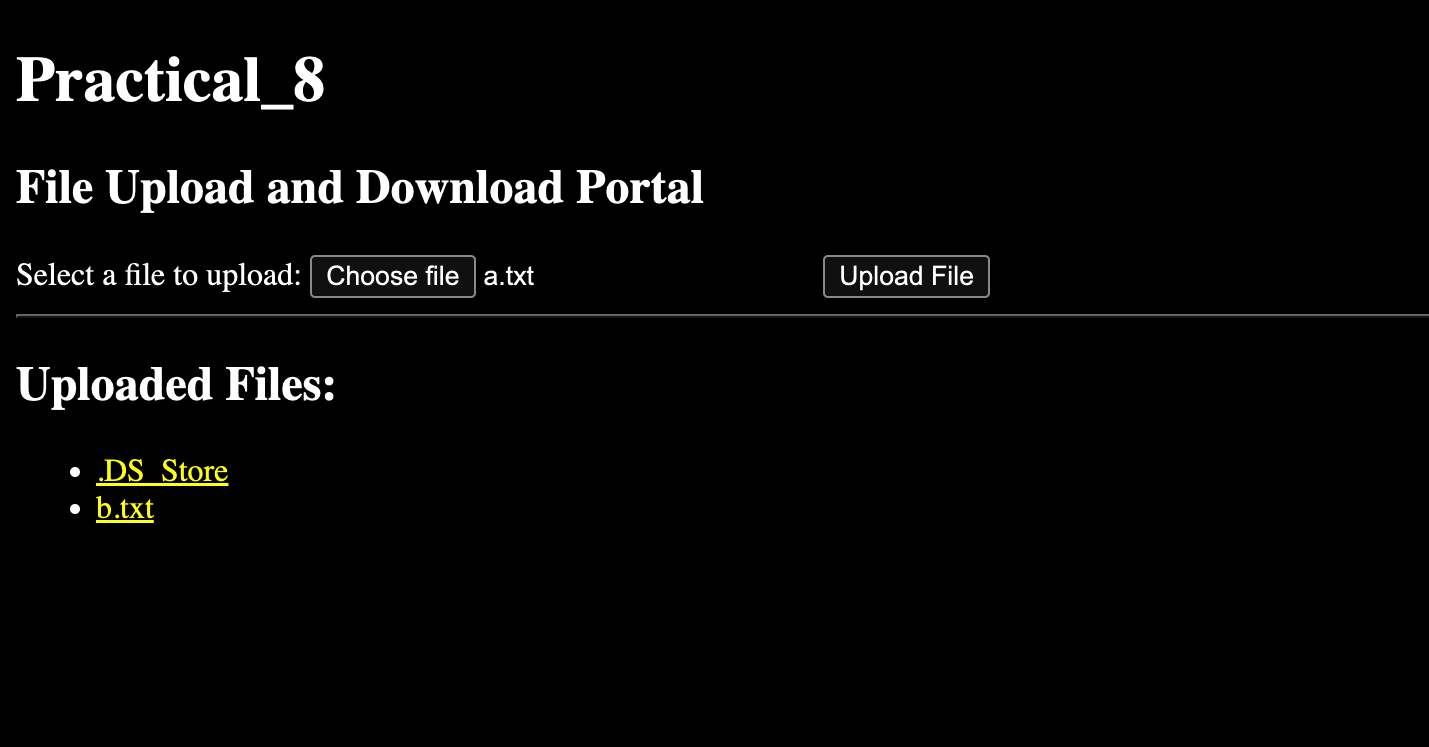 Practical_8
File Upload and Download Portal
Select a file to upload: Choose file a.txt Upload File
Uploaded Files:
.DS_Store
b.txt